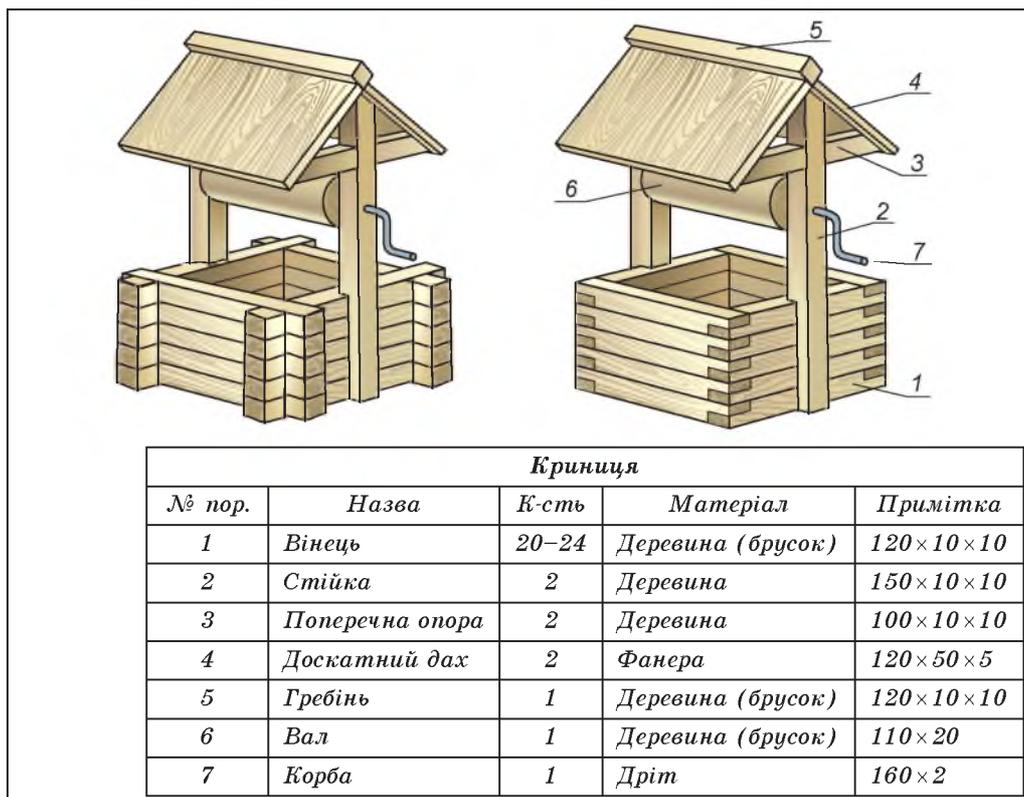 5
4
3
6
2
7
1
Криниця
№ пор. Назва К-сть Матеріал Примітка
1 Вінець 20–24 Деревина (брусок) 120×10×10
2 Стійка 2 Деревина 150×10×10
3 Поперечна опора 2 Деревина 100×10×10
4 Доскатний дах 2 Фанера 120×50×5
5 Гребінь 1 Деревина (брусок) 120×10×10
6 Вал 1 Деревина (брусок) 110×20
7 Корба 1 Дріт 160×2